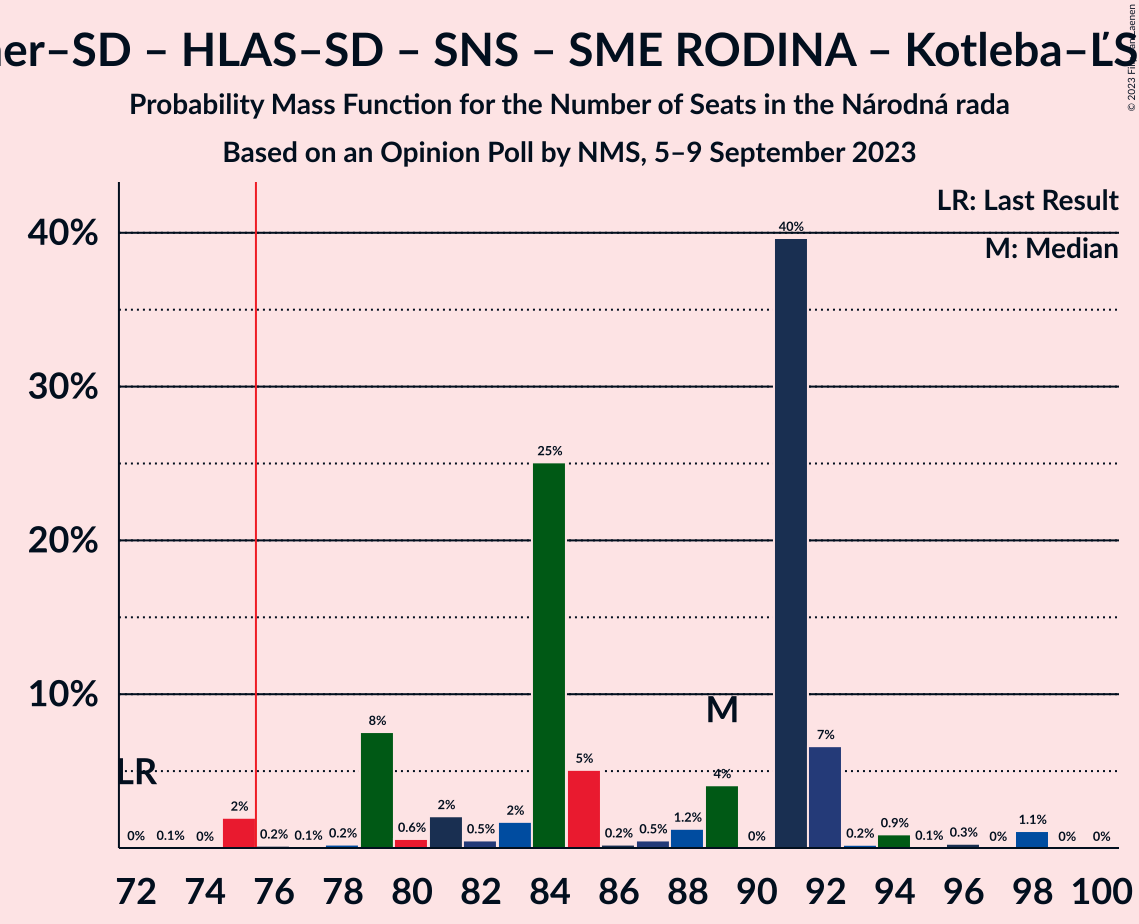 –SD – HLAS–SD – SNS – SME RODINA – Kotleba–ĽS
Probability Mass Function for the Number of Seats in the Národná rada
Based on an Opinion Poll by NMS, 5–9 September 2023
© 2023
LR: Last Result
M: Median
40%
30%
20%
10%
LR
M
0% 0.1% 0% 2% 0.2% 0.1% 0.2% 8% 0.6% 2% 0.5% 2% 25% 5% 0.2% 0.5% 1.2% 4% 0% 40% 7% 0.2% 0.9% 0.1% 0.3% 0% 1.1% 0% 0%
72 74 76 78 80 82 84 86 88 90 92 94 96 98 100